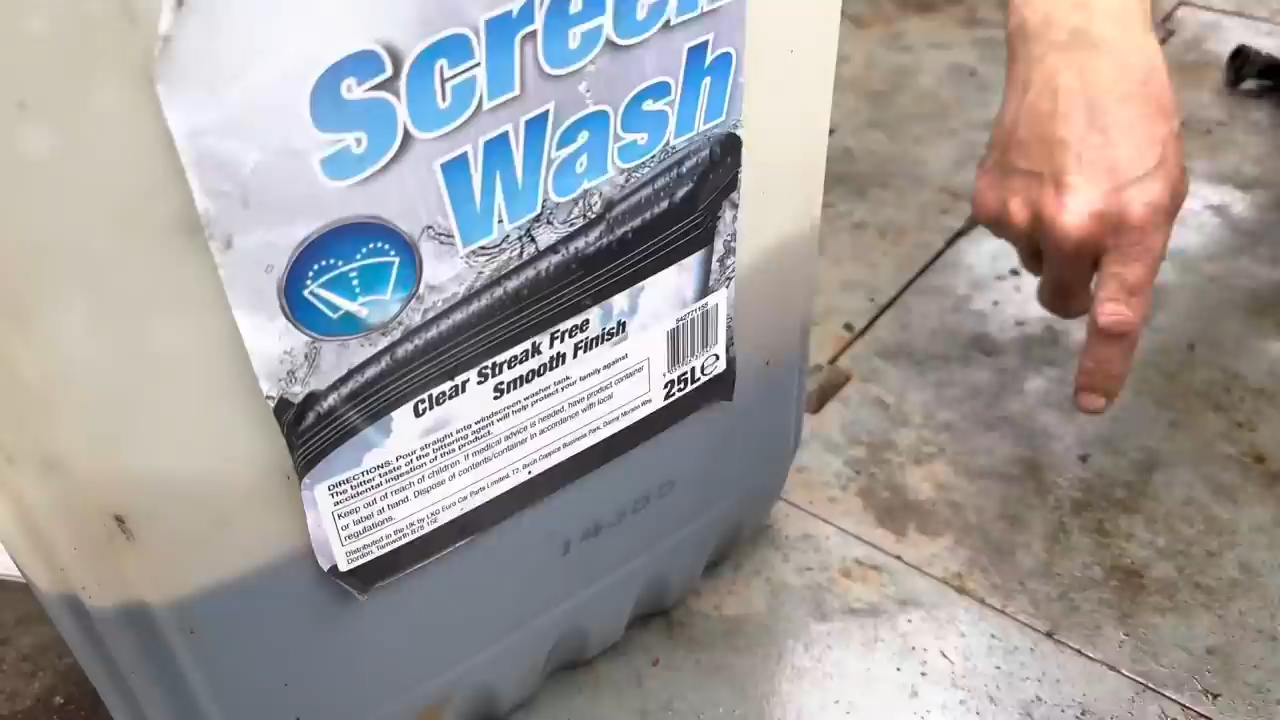 Screen
Wash
Clear Streak Free
Smooth Finish
544771155
25L℮
DIRECTIONS: Pour straight into windscreen washer tank.
The bitter taste of the bittering agent will help protect your family against
accidental ingestion of this product.
Keep out of reach of children. If medical advice is needed, have product container
or label at hand. Dispose of contents/container in accordance with local
regulations.
Distributed in the UK by LKQ Euro Car Parts Limited, T2, Birch Coppice Business Park, Danny Morson Way,
Dordon, Tamworth B78 1SE